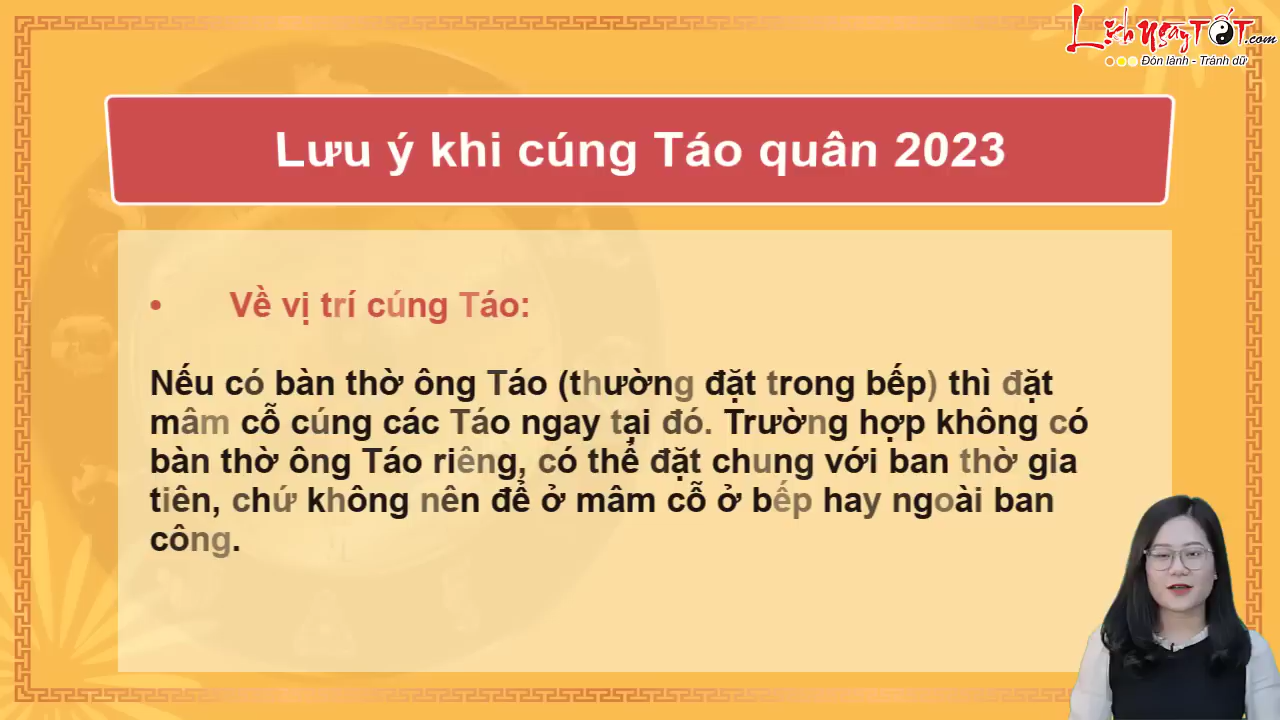 Lịch ngày TỐT.com
Đón lành - Tránh dữ
Lưu ý khi cúng Táo quân 2023
• Về vị trí cúng Táo:
Nếu có bàn thờ ông Táo (thường đặt trong bếp) thì đặt
mâm cỗ cúng các Táo ngay tại đó. Trường hợp không có
bàn thờ ông Táo riêng, có thể đặt chung với ban thờ gia
tiên, chứ không nên để ở mâm cỗ ở bếp hay ngoài ban
công.